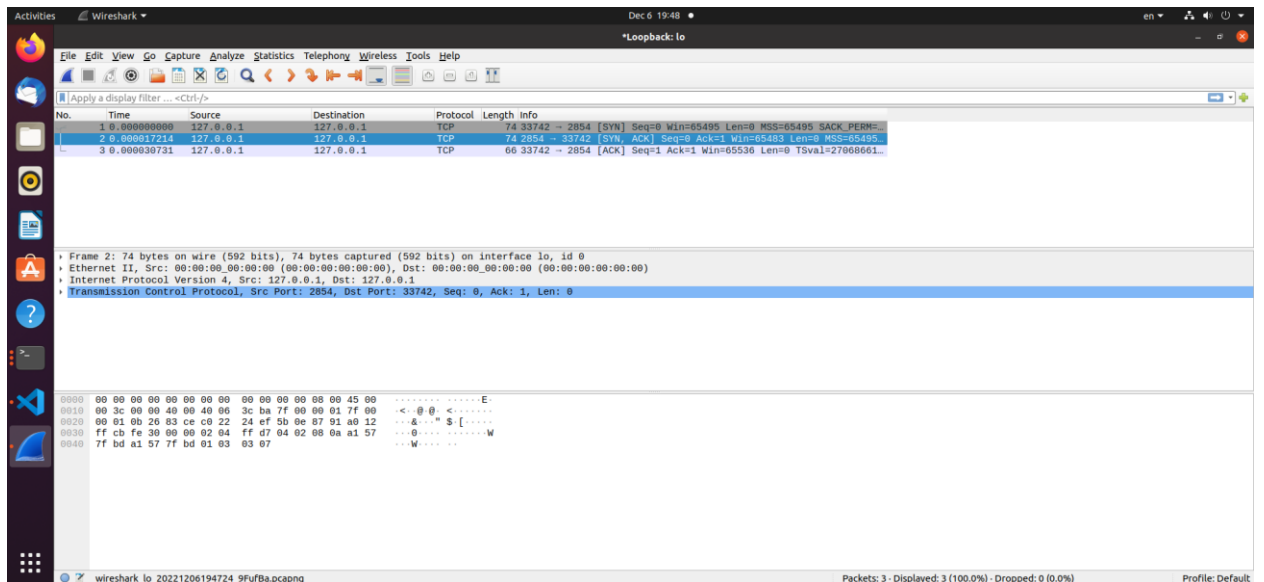 Activities Wireshark Dec 6 19:48 en
*Loopback: lo
File Edit View Go Capture Analyze Statistics Telephony Wireless Tools Help
Apply a display filter ... <Ctrl-/>
No. Time Source Destination Protocol Length Info
1 0.000000000 127.0.0.1 127.0.0.1 TCP 74 33742 → 2854 [SYN] Seq=0 Win=65495 Len=0 MSS=65495 SACK_PERM=…
2 0.000017214 127.0.0.1 127.0.0.1 TCP 74 2854 → 33742 [SYN, ACK] Seq=0 Ack=1 Win=65483 Len=0 MSS=65495…
3 0.000030731 127.0.0.1 127.0.0.1 TCP 66 33742 → 2854 [ACK] Seq=1 Ack=1 Win=65536 Len=0 TSval=27068661…
Frame 2: 74 bytes on wire (592 bits), 74 bytes captured (592 bits) on interface lo, id 0
Ethernet II, Src: 00:00:00_00:00:00 (00:00:00:00:00:00), Dst: 00:00:00_00:00:00 (00:00:00:00:00:00)
Internet Protocol Version 4, Src: 127.0.0.1, Dst: 127.0.0.1
Transmission Control Protocol, Src Port: 2854, Dst Port: 33742, Seq: 0, Ack: 1, Len: 0
0000 00 00 00 00 00 00 00 00 00 00 00 00 08 00 45 00 ········ ······E·
0010 00 3c 00 00 40 00 40 06 3c ba 7f 00 00 01 7f 00 ·<··@·@· <·······
0020 00 01 0b 26 83 ce c0 22 24 ef 5b 0e 87 91 a0 12 ···&···" $·[·····
0030 ff cb fe 30 00 00 02 04 ff d7 04 02 08 0a a1 57 ···0···· ·······W
0040 7f bd a1 57 7f bd 01 03 03 07 ···W···· ··
wireshark_lo_20221206194724_9FufBa.pcapng Packets: 3 · Displayed: 3 (100.0%) · Dropped: 0 (0.0%) Profile: Default